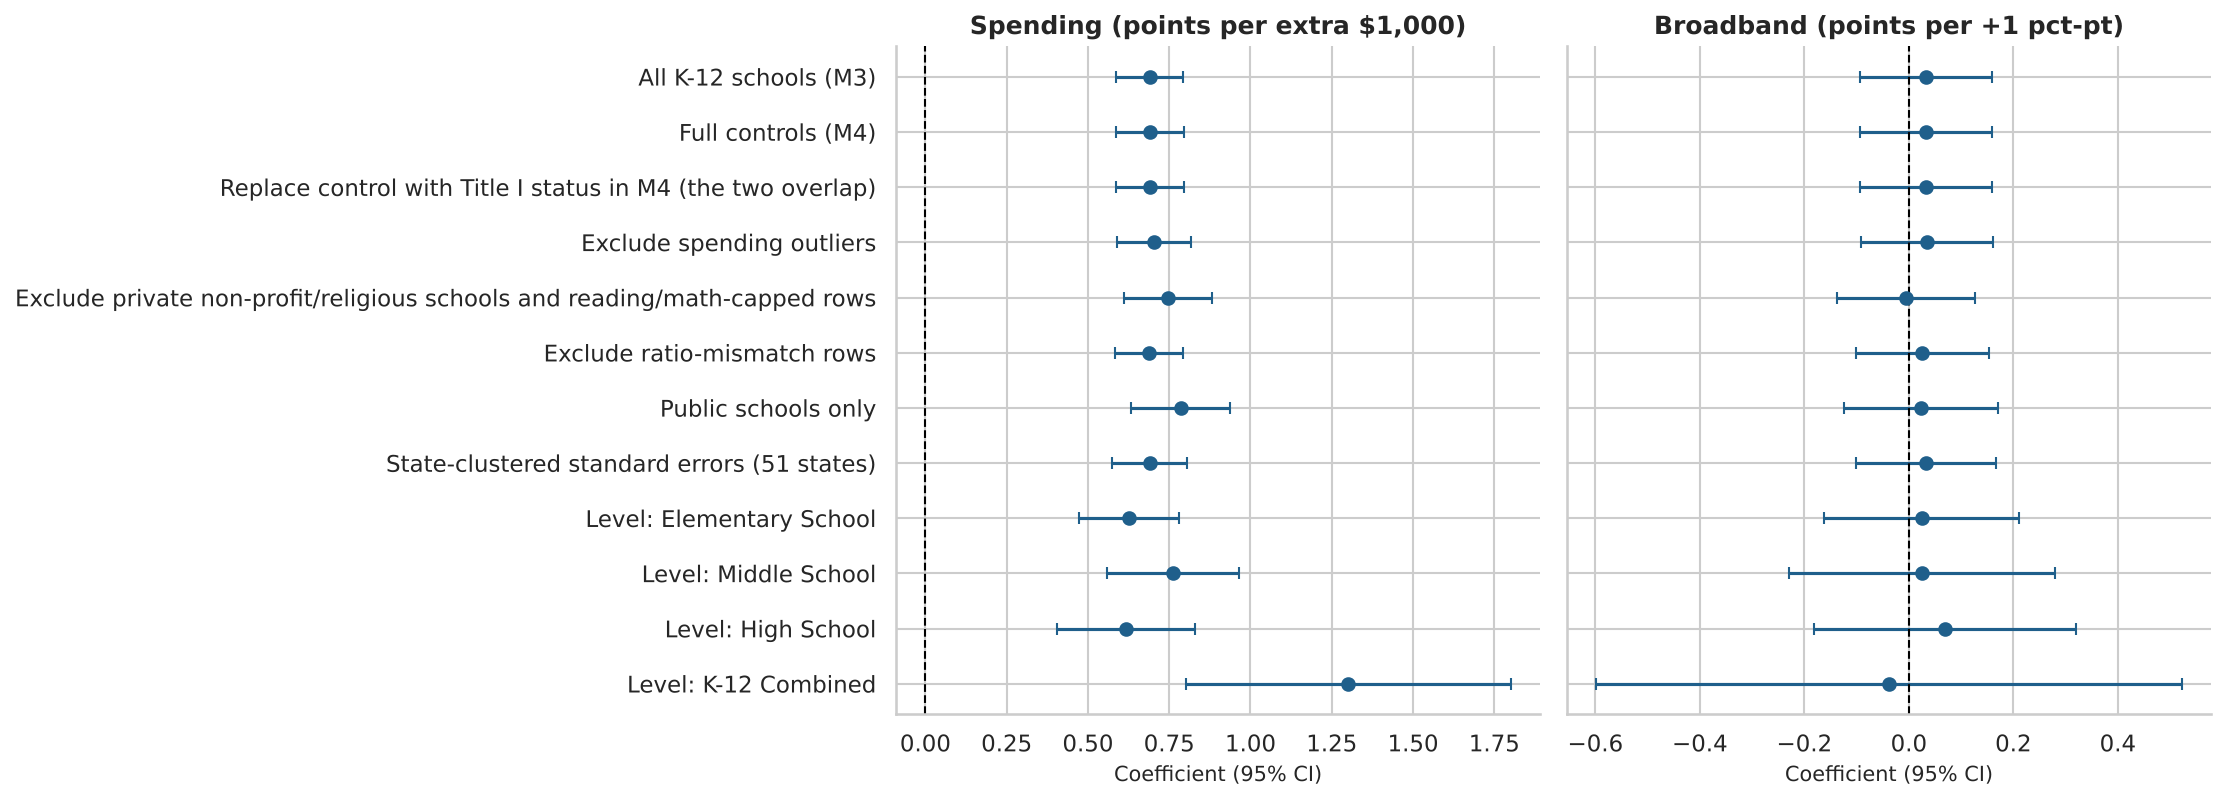 Spending (points per extra $1,000)
Broadband (points per +1 pct-pt)
All K-12 schools (M3)
Full controls (M4)
Replace control with Title I status in M4 (the two overlap)
Exclude spending outliers
Exclude private non-profit/religious schools and reading/math-capped rows
Exclude ratio-mismatch rows
Public schools only
State-clustered standard errors (51 states)
Level: Elementary School
Level: Middle School
Level: High School
Level: K-12 Combined
0.00 0.25 0.50 0.75 1.00 1.25 1.50 1.75
Coefficient (95% CI)
−0.6 −0.4 −0.2 0.0 0.2 0.4
Coefficient (95% CI)